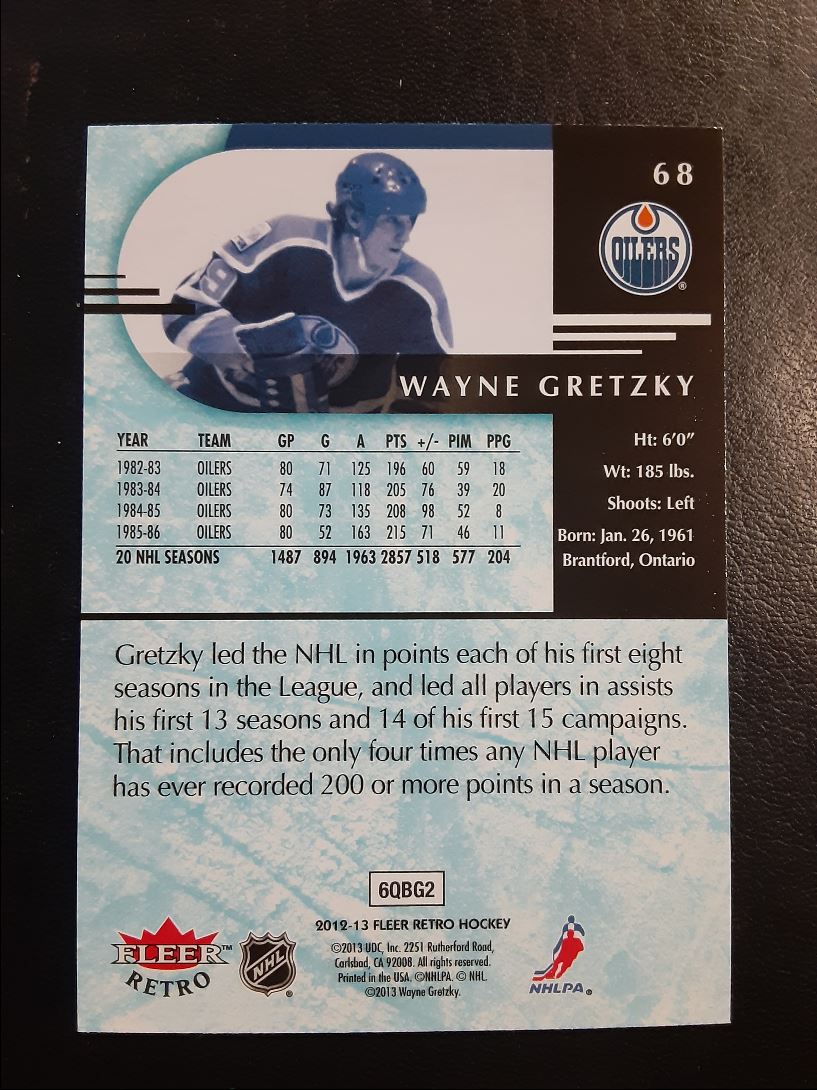 68
OILERS
®
WAYNE GRETZKY
YEAR TEAM GP G A PTS +/- PIM PPG
1982-83 OILERS 80 71 125 196 60 59 18
1983-84 OILERS 74 87 118 205 76 39 20
1984-85 OILERS 80 73 135 208 98 52 8
1985-86 OILERS 80 52 163 215 71 46 11
20 NHL SEASONS 1487 894 1963 2857 518 577 204
Ht: 6'0"
Wt: 185 lbs.
Shoots: Left
Born: Jan. 26, 1961
Brantford, Ontario
Gretzky led the NHL in points each of his first eight
seasons in the League, and led all players in assists
his first 13 seasons and 14 of his first 15 campaigns.
That includes the only four times any NHL player
has ever recorded 200 or more points in a season.
6QBG2
2012-13 FLEER RETRO HOCKEY
©2013 UDC, Inc. 2251 Rutherford Road,
Carlsbad, CA 92008. All rights reserved.
Printed in the USA. ©NHLPA. © NHL.
©2013 Wayne Gretzky.
FLEER™
RETRO
NHL®
NHLPA®